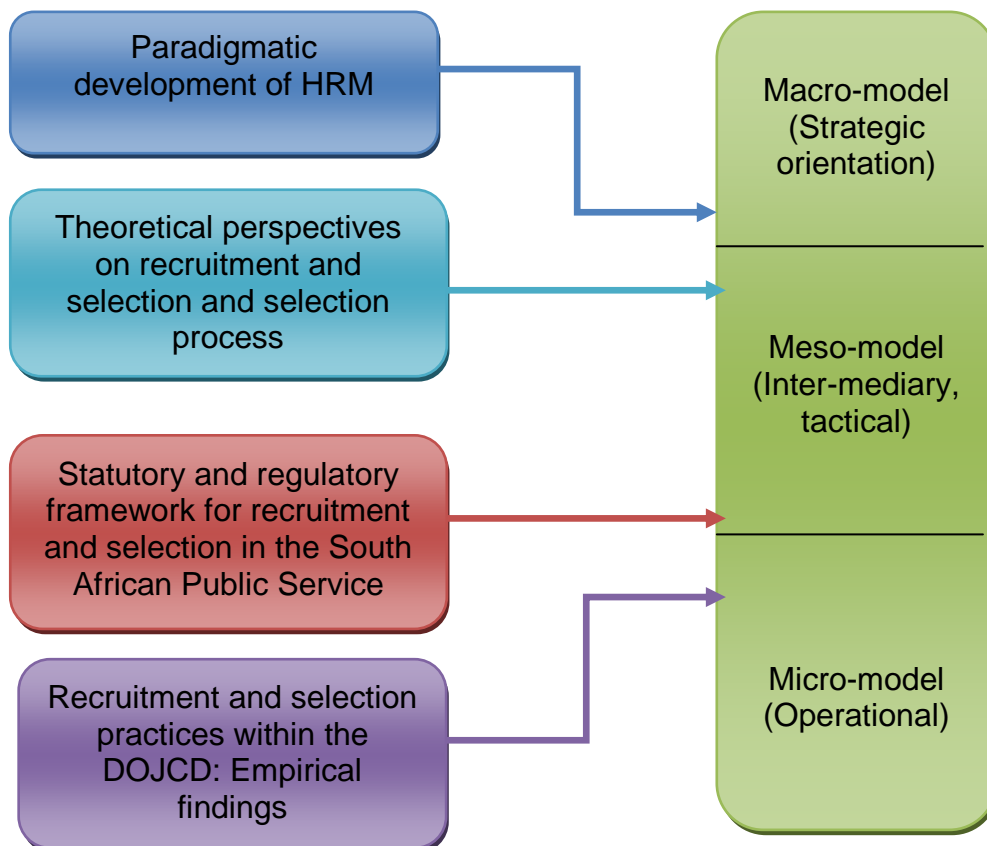 Paradigmatic
development of HRM
Theoretical perspectives
on recruitment and
selection and selection
process
Statutory and regulatory
framework for recruitment
and selection in the South
African Public Service
Recruitment and selection
practices within the
DOJCD: Empirical
findings
Macro-model
(Strategic
orientation)
Meso-model
(Inter-mediary,
tactical)
Micro-model
(Operational)